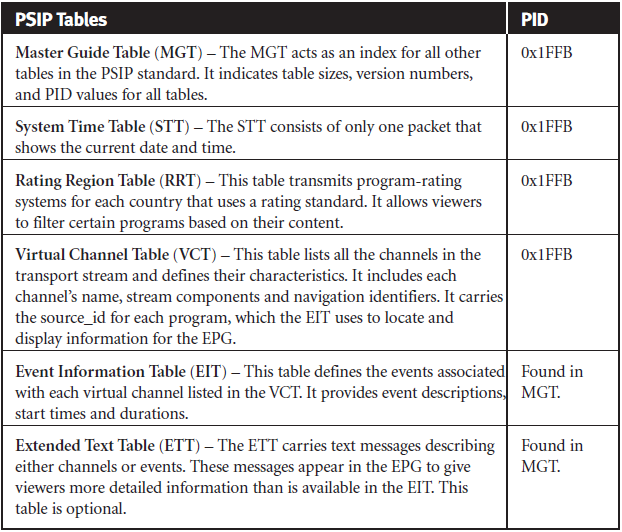 PSIP Tables PID
Master Guide Table (MGT) – The MGT acts as an index for all other 0x1FFB
tables in the PSIP standard. It indicates table sizes, version numbers,
and PID values for all tables.
System Time Table (STT) – The STT consists of only one packet that 0x1FFB
shows the current date and time.
Rating Region Table (RRT) – This table transmits program-rating 0x1FFB
systems for each country that uses a rating standard. It allows viewers
to filter certain programs based on their content.
Virtual Channel Table (VCT) – This table lists all the channels in the 0x1FFB
transport stream and defines their characteristics. It includes each
channel's name, stream components and navigation identifiers. It carries
the source_id for each program, which the EIT uses to locate and
display information for the EPG.
Event Information Table (EIT) – This table defines the events associated Found in
with each virtual channel listed in the VCT. It provides event descriptions, MGT.
start times and durations.
Extended Text Table (ETT) – The ETT carries text messages describing Found in
either channels or events. These messages appear in the EPG to give MGT.
viewers more detailed information than is available in the EIT. This
table is optional.